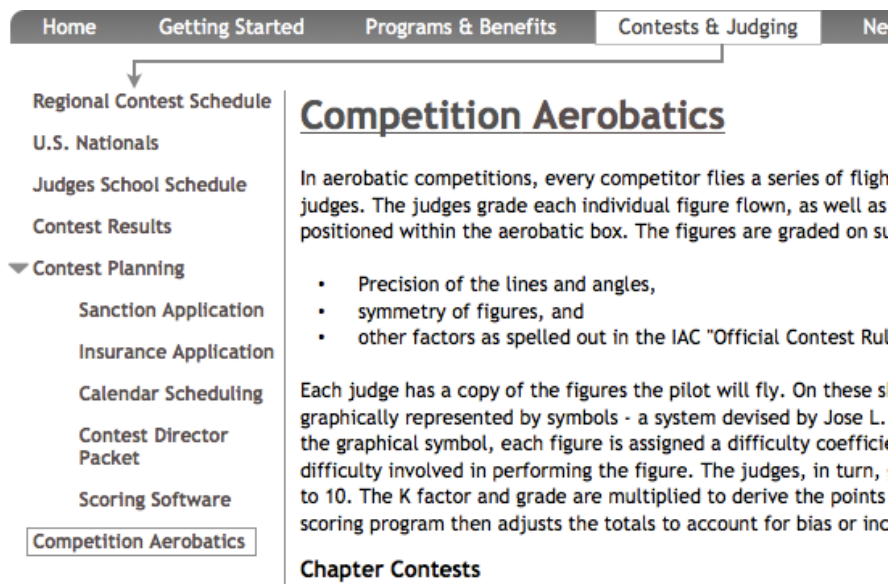 Home Getting Started Programs & Benefits Contests & Judging
Regional Contest Schedule
U.S. Nationals
Judges School Schedule
Contest Results
Contest Planning
Sanction Application
Insurance Application
Calendar Scheduling
Contest Director
Packet
Scoring Software
Competition Aerobatics
Competition Aerobatics
In aerobatic competitions, every competitor flies a series of
judges. The judges grade each individual figure flown, as well as
positioned within the aerobatic box. The figures are graded on
• Precision of the lines and angles,
• symmetry of figures, and
• other factors as spelled out in the IAC "Official Contest
Each judge has a copy of the figures the pilot will fly. On these
graphically represented by symbols - a system devised by Jose L.
the graphical symbol, each figure is assigned a difficulty
difficulty involved in performing the figure. The judges, in turn,
to 10. The K factor and grade are multiplied to derive the points
scoring program then adjusts the totals to account for bias or
Chapter Contests